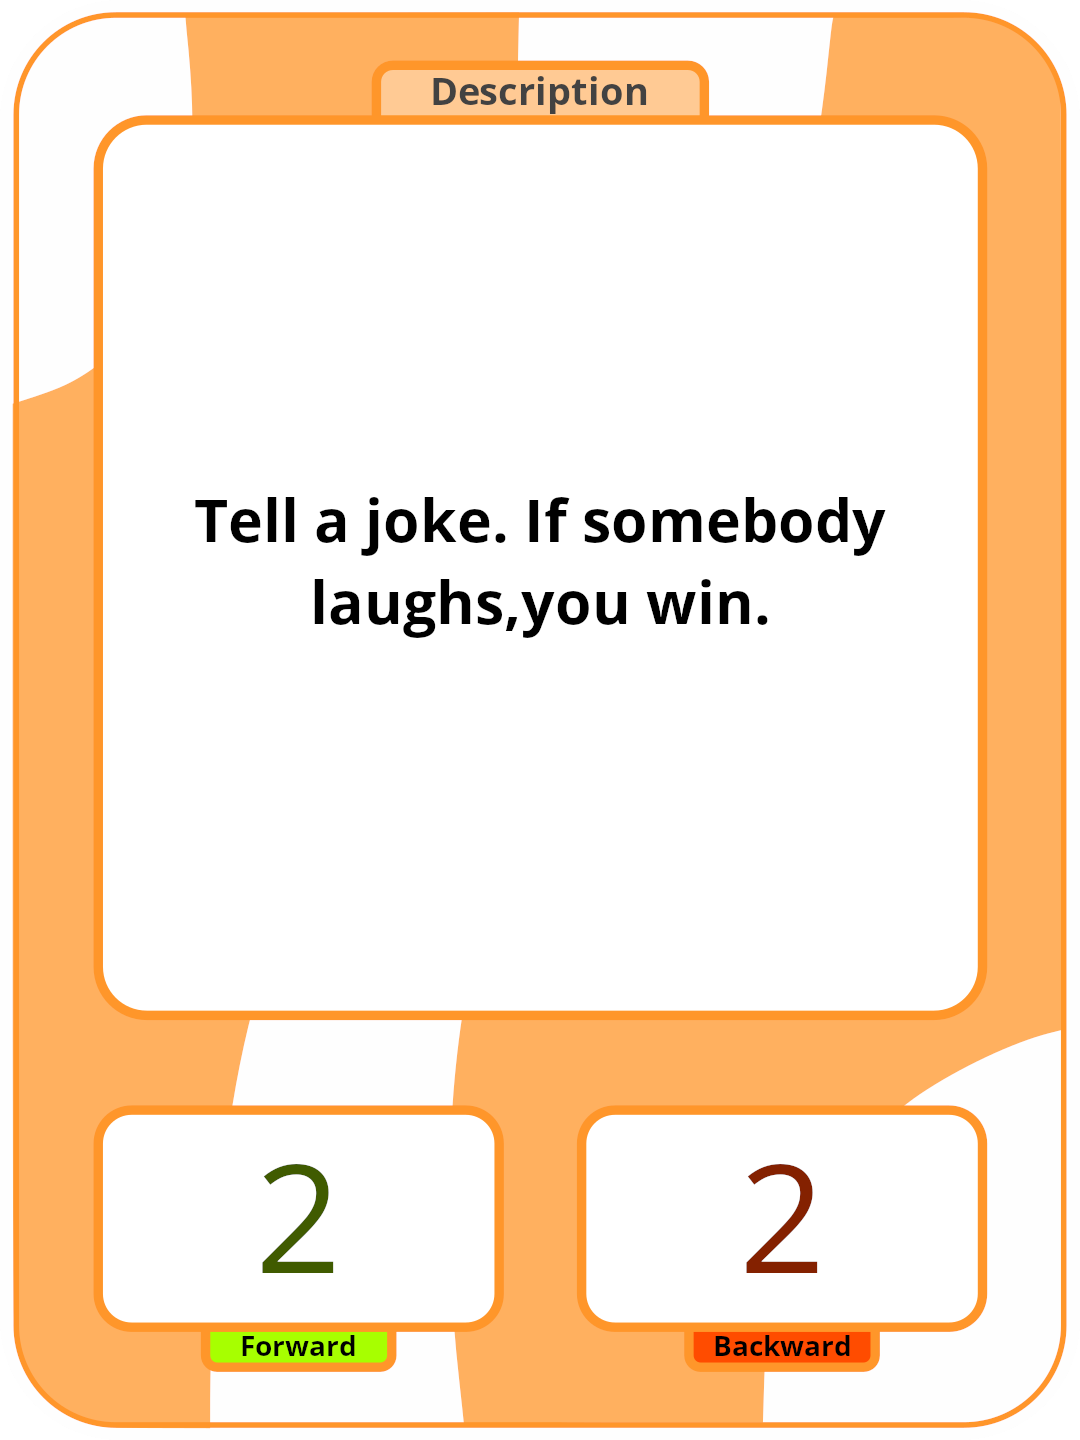 Description
Tell a joke. If somebody
laughs,you win.
2
2
Forward
Backward